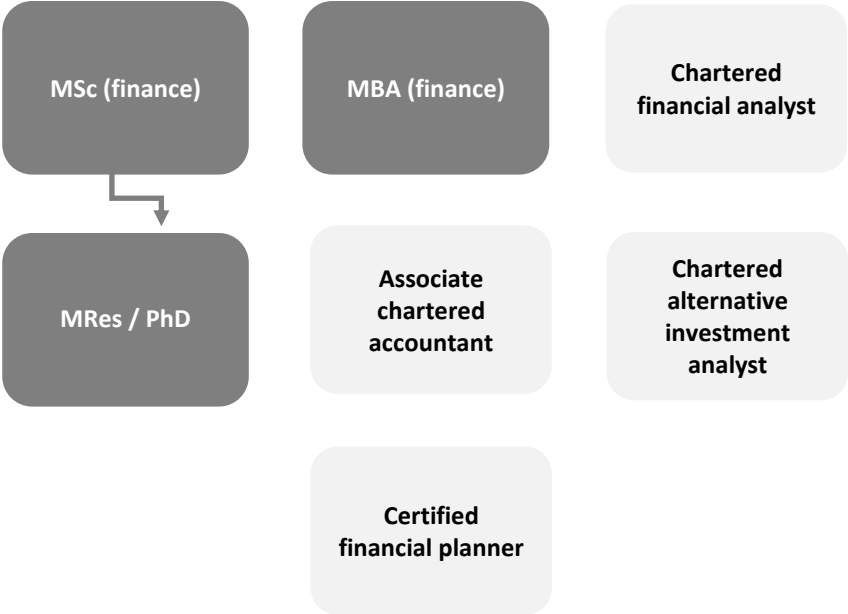 MSc (finance)
MBA (finance)
Chartered
financial analyst
MRes / PhD
Associate
chartered
accountant
Chartered
alternative
investment
analyst
Certified
financial planner